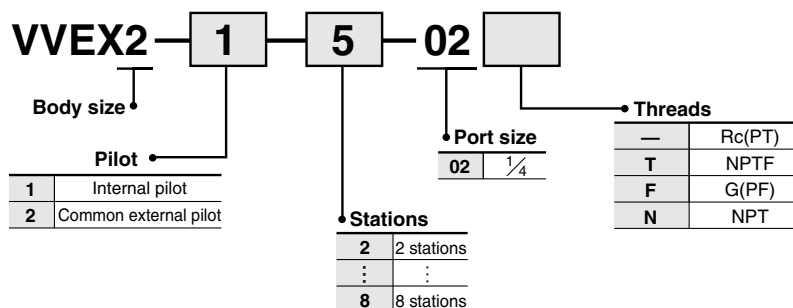 VVEX2 — 1 — 5 — 02
Body size
Pilot
1 Internal pilot
2 Common external pilot
Stations
2 2 stations
⋮ ⋮
8 8 stations
Port size
02 1/4
Threads
— Rc(PT)
T NPTF
F G(PF)
N NPT